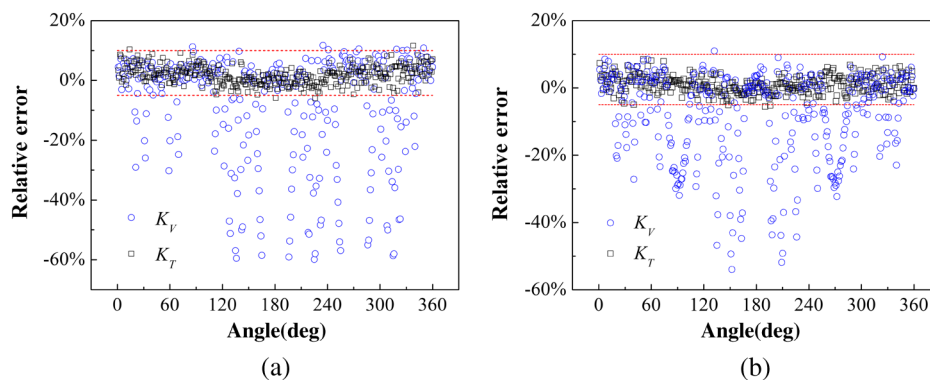 20%
0%
-20%
-40%
-60%
Relative error
K_V
K_T
0 60 120 180 240 300 360
Angle(deg)
(a)
20%
0%
-20%
-40%
-60%
Relative error
K_V
K_T
0 60 120 180 240 300 360
Angle(deg)
(b)